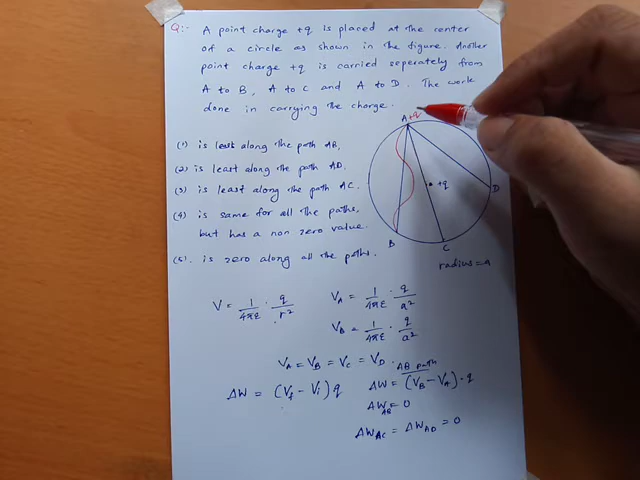 Q:- A point charge +q is placed at the center
of a circle as shown in the figure. Another
point charge +q is carried seperately from
A to B, A to C and A to D. The work
done in carrying the charge.
(1) is least along the path AB,
(2) is least along the path AD.
(3) is least along the path AC.
(4) is same for all the paths,
but has a non zero value.
(5). is zero along all the paths.
A +q
+q
D
B
C
radius = a
V = 1/4πε · q/r²
V_A = 1/4πε · q/a²
V_B = 1/4πε · q/a²
V_A = V_B = V_C = V_D.
AB path
ΔW = (V_f - V_i) q
ΔW = (V_B - V_A) · q
ΔW_AB = 0
ΔW_AC = ΔW_AD = 0